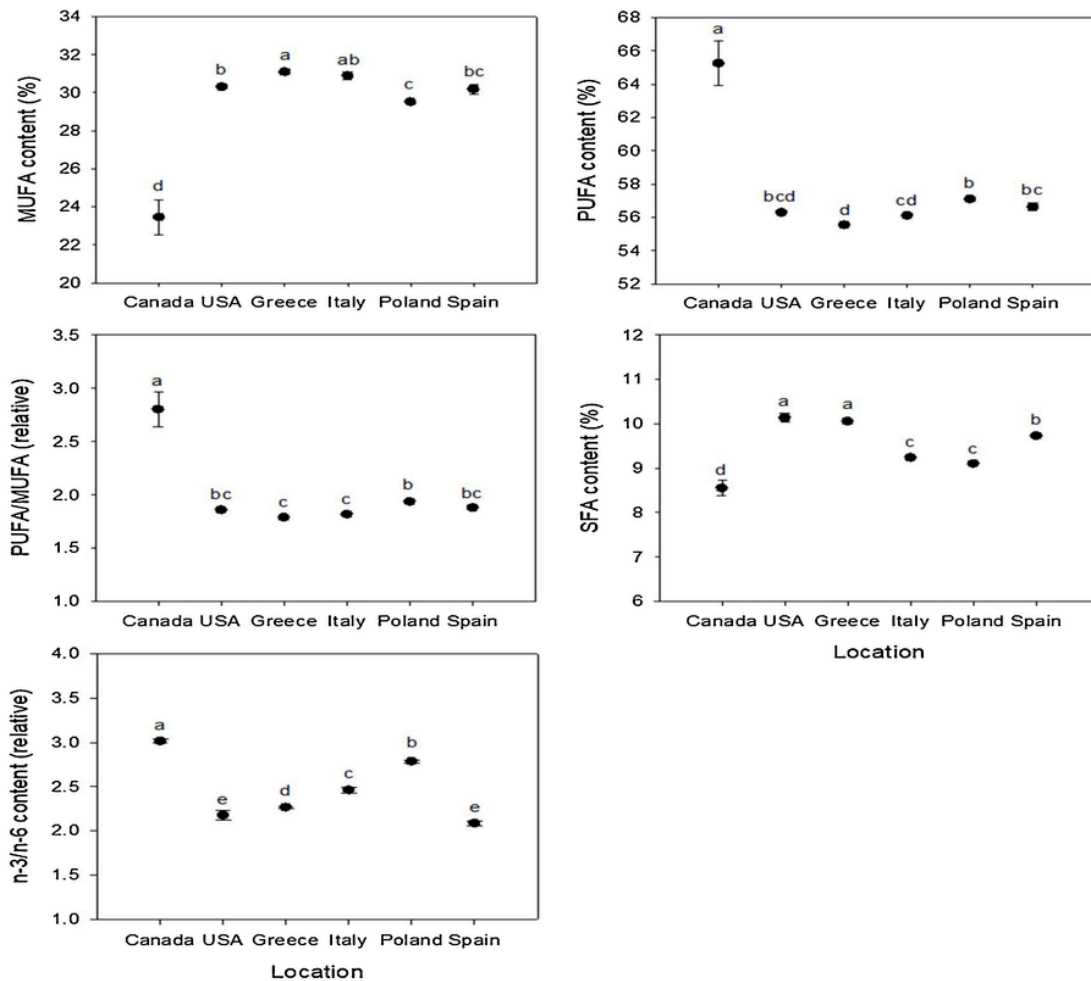 MUFA content (%)
34
32
30
28
26
24
22
20
d
b
a
ab
c
bc
Canada USA Greece Italy Poland Spain
PUFA content (%)
68
66
64
62
60
58
56
54
52
a
bcd
d
cd
b
bc
Canada USA Greece Italy Poland Spain
PUFA/MUFA (relative)
3.5
3.0
2.5
2.0
1.5
1.0
a
bc
c
c
b
bc
Canada USA Greece Italy Poland Spain
SFA content (%)
12
11
10
9
8
7
6
d
a
a
c
c
b
Canada USA Greece Italy Poland Spain
Location
n-3/n-6 content (relative)
4.0
3.5
3.0
2.5
2.0
1.5
1.0
a
e
d
c
b
e
Canada USA Greece Italy Poland Spain
Location